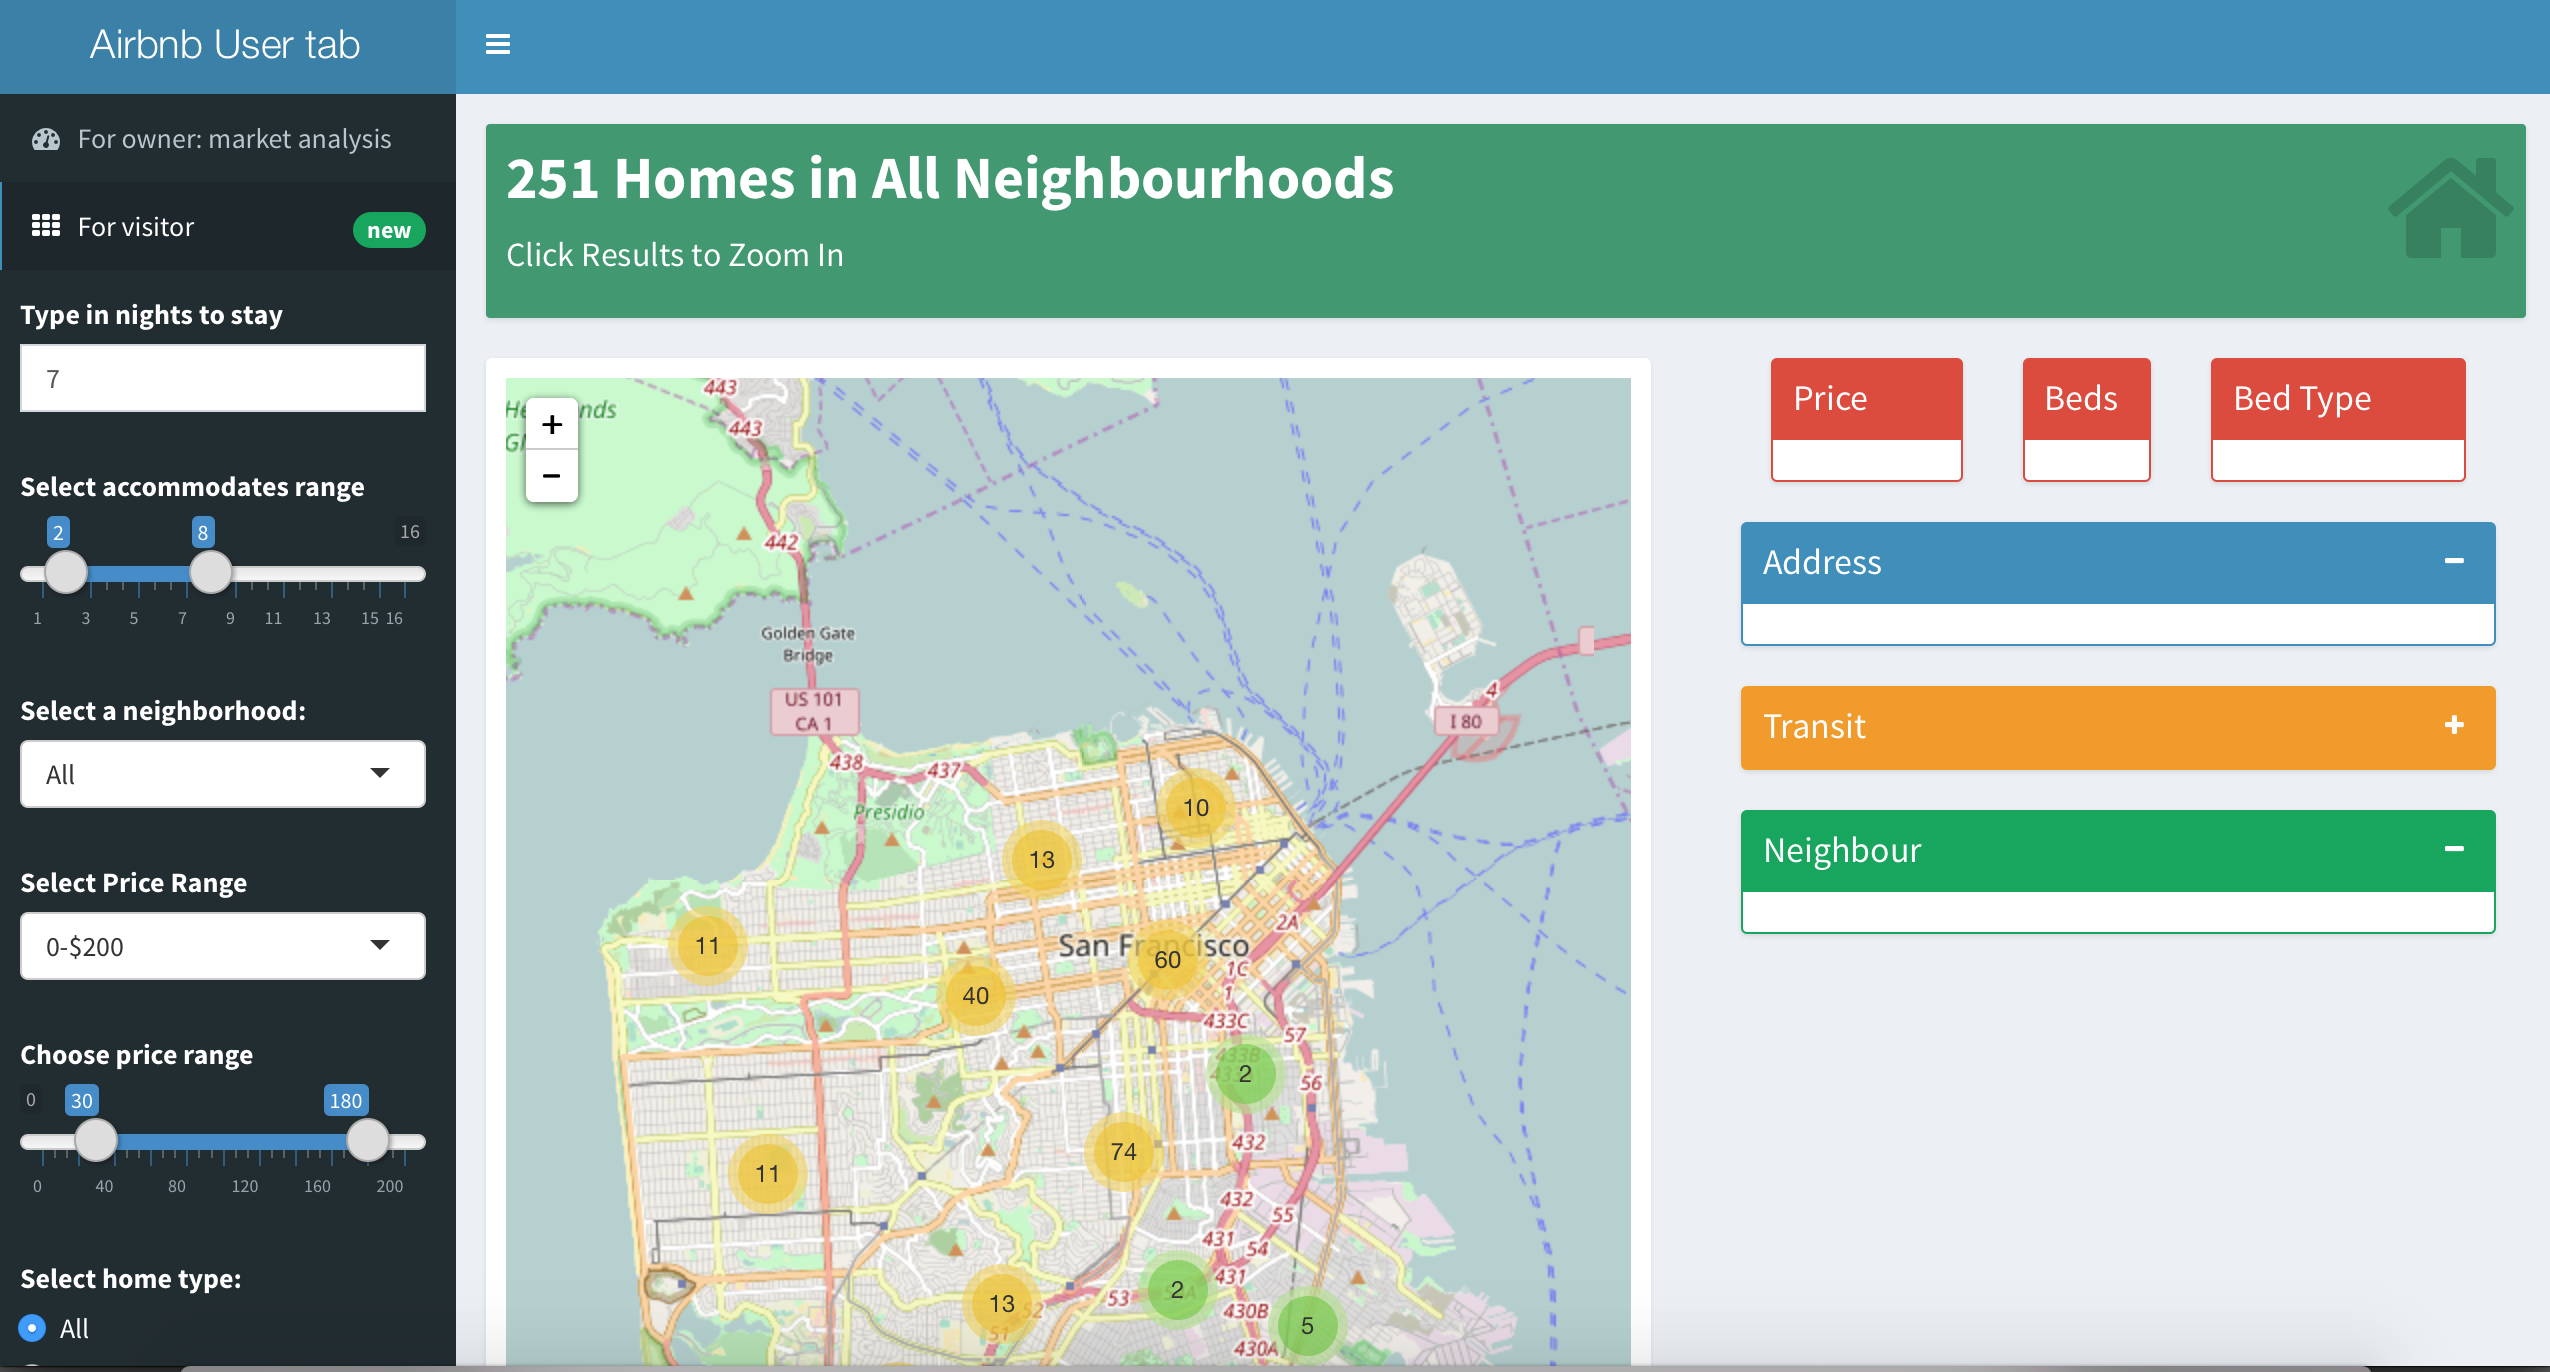 Airbnb User tab
For owner: market analysis
For visitor
new
Type in nights to stay
7
Select accommodates range
2
8
16
1 3 5 7 9 11 13 15 16
Select a neighborhood:
All
Select Price Range
0-$200
Choose price range
0
30
180
0 40 80 120 160 200
Select home type:
All
251 Homes in All Neighbourhoods
Click Results to Zoom In
+
−
443
443
442
Golden Gate
Bridge
US 101
CA 1
4
I 80
438
437
Presidio
10
13
11
2A
San Francisco
60
40
1C
1
433C
57
433B
2
56
432
74
11
432
55
431
54
431
2
53
13
52
51
430B
5
430A
Price
Beds
Bed Type
Address
−
Transit
+
Neighbour
−